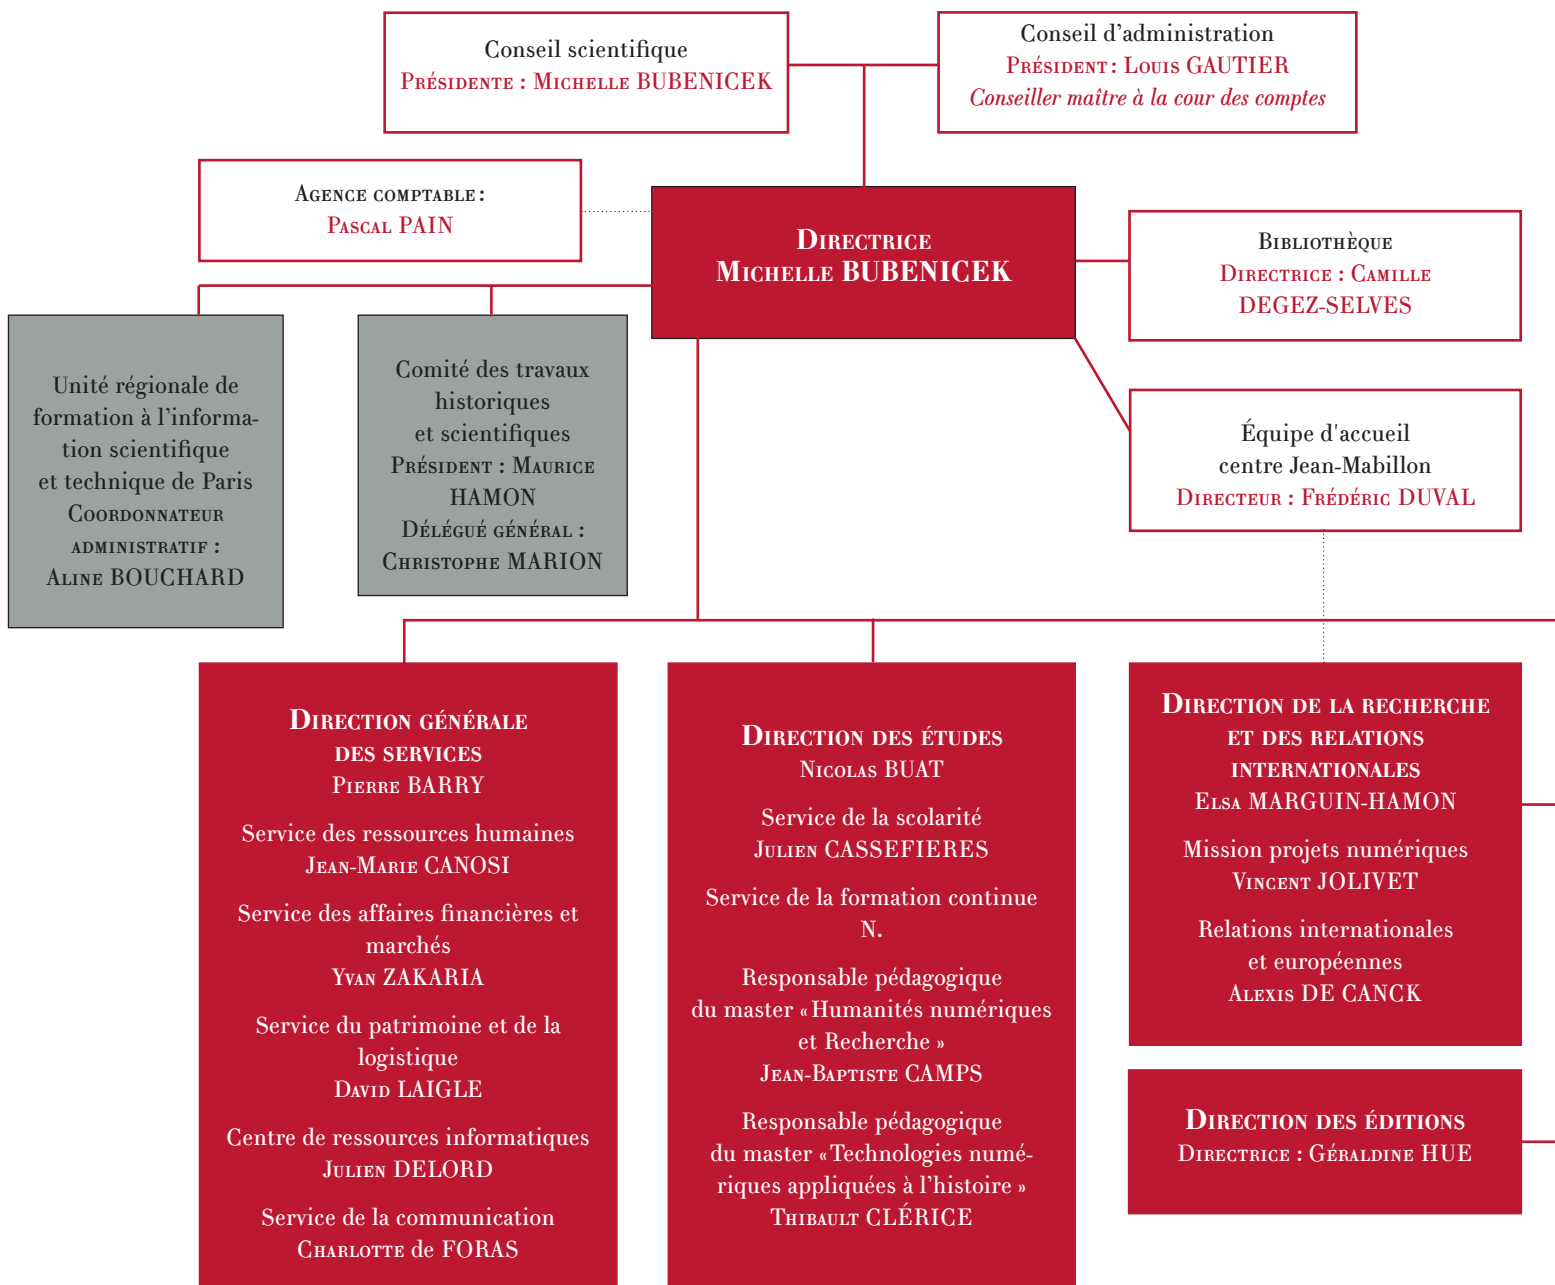 Conseil scientifique
Présidente : Michelle BUBENICEK
Conseil d'administration
Président : Louis GAUTIER
Conseiller maître à la cour des comptes
Agence comptable :
Pascal PAIN
Directrice
Michelle BUBENICEK
Bibliothèque
Directrice : Camille
DEGEZ-SELVES
Unité régionale de
formation à l'informa-
tion scientifique
et technique de Paris
Coordonnateur
administratif :
Aline BOUCHARD
Comité des travaux
historiques
et scientifiques
Président : Maurice
HAMON
Délégué général :
Christophe MARION
Équipe d'accueil
centre Jean-Mabillon
Directeur : Frédéric DUVAL
Direction générale
des services
Pierre BARRY
Service des ressources humaines
Jean-Marie CANOSI
Service des affaires financières et
marchés
Yvan ZAKARIA
Service du patrimoine et de la
logistique
David LAIGLE
Centre de ressources informatiques
Julien DELORD
Service de la communication
Charlotte de FORAS
Direction des études
Nicolas BUAT
Service de la scolarité
Julien CASSEFIERES
Service de la formation continue
N.
Responsable pédagogique
du master «Humanités numériques
et Recherche »
Jean-Baptiste CAMPS
Responsable pédagogique
du master «Technologies numé-
riques appliquées à l'histoire »
Thibault CLÉRICE
Direction de la recherche
et des relations
internationales
Elsa MARGUIN-HAMON
Mission projets numériques
Vincent JOLIVET
Relations internationales
et européennes
Alexis DE CANCK
Direction des éditions
Directrice : Géraldine HUE